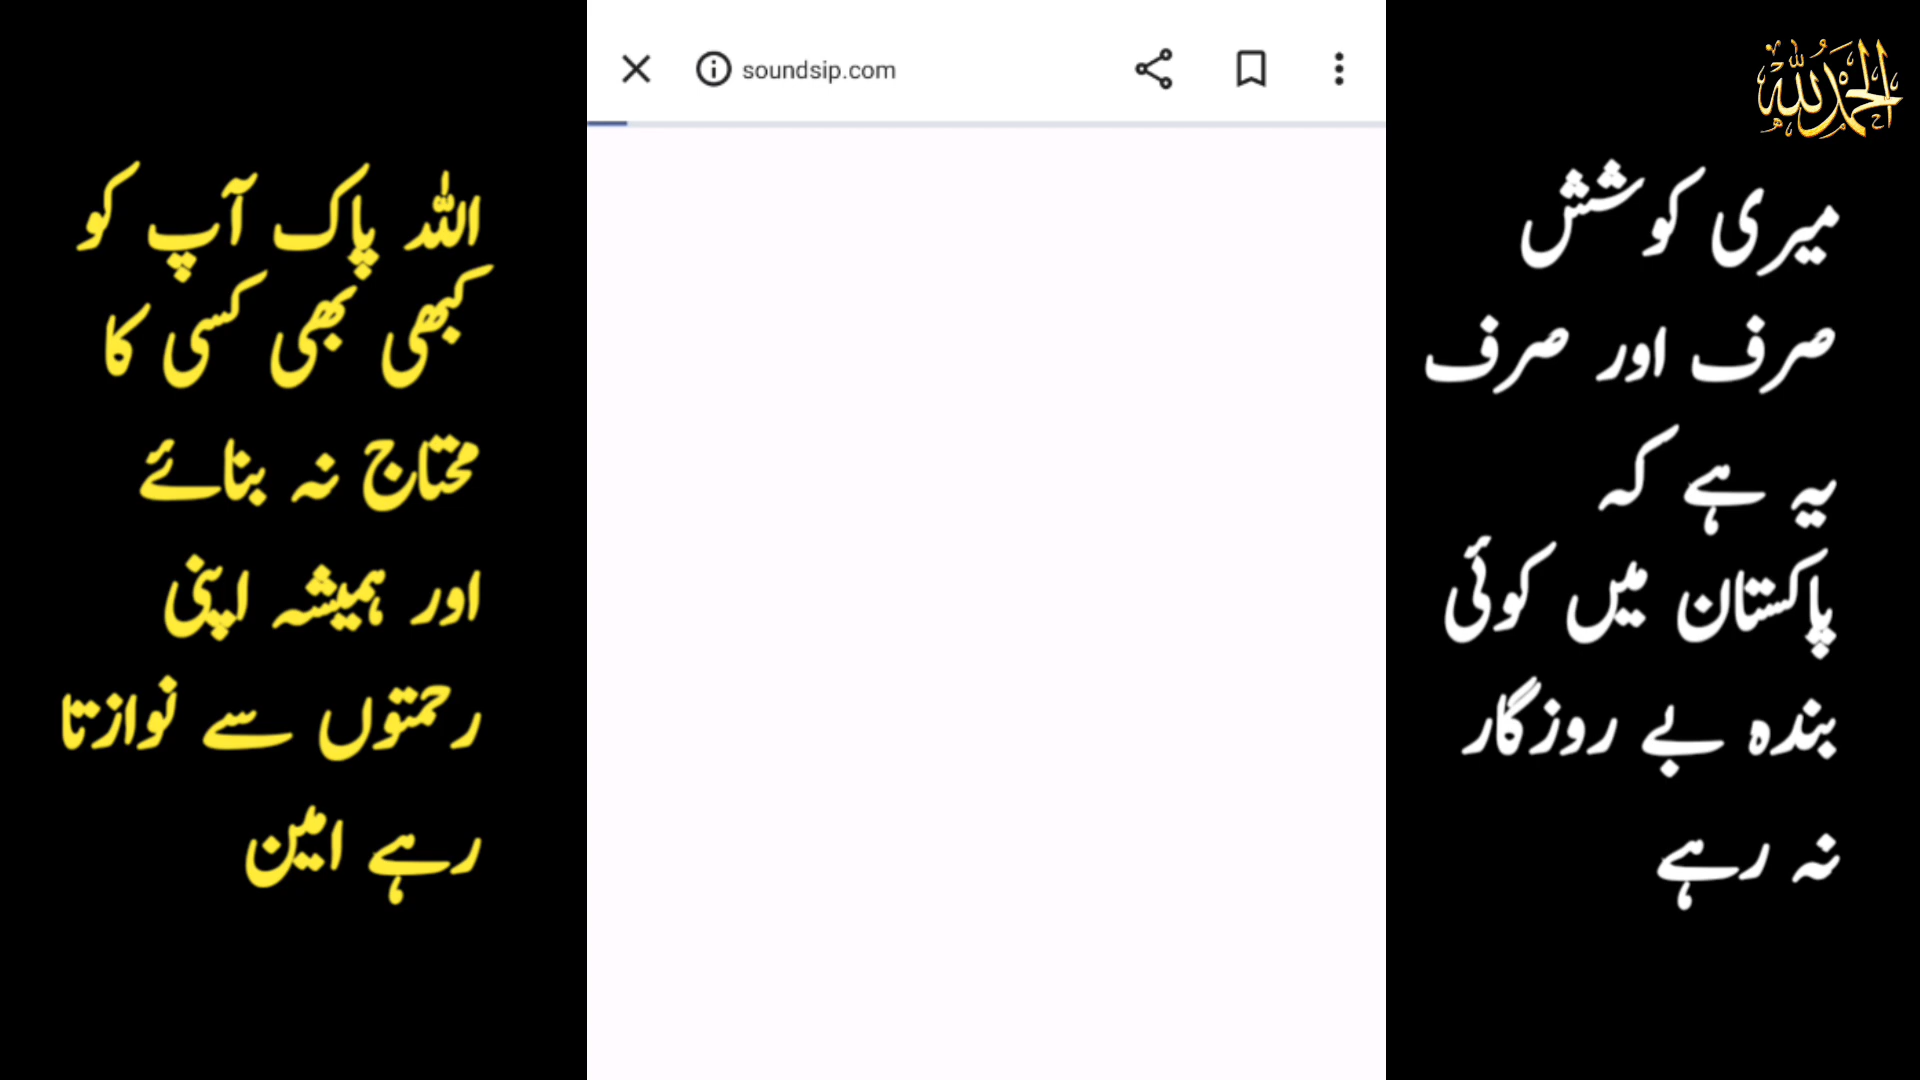 soundsip.com
الحمدللہ
اللہ پاک آپ کو
کبھی بھی کسی کا
محتاج نہ بنائے
اور ہمیشہ اپنی
رحمتوں سے نوازتا
رہے امین
میری کوشش
صرف اور صرف
یہ ہے کہ
پاکستان میں کوئی
بندہ بے روزگار
نہ رہے